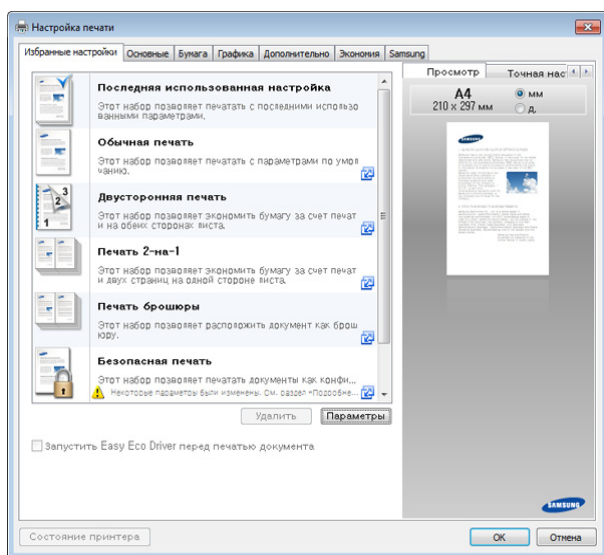 Настройка печати
Избранные настройки Основные Бумага Графика Дополнительно Экономия Samsung
Последняя использованная настройка
Этот набор позволяет печатать с последними использо
ванными параметрами.
Обычная печать
Этот набор позволяет печатать с параметрами по умол
чанию.
Двусторонняя печать
Этот набор позволяет экономить бумагу за счет печат
и на обеих сторонах листа.
1 2 3
Печать 2-на-1
Этот набор позволяет экономить бумагу за счет печат
и двух страниц на одной стороне листа.
Печать брошюры
Этот набор позволяет расположить документ как брош
юру.
Безопасная печать
Этот набор позволяет печатать документы как конфи...
Некоторые параметры были изменены. См. раздел "Подробне...
Удалить Параметры
Запустить Easy Eco Driver перед печатью документа
Просмотр Точная нас
A4
210 x 297 мм
мм
д.
SAMSUNG
Состояние принтера
OK Отмена